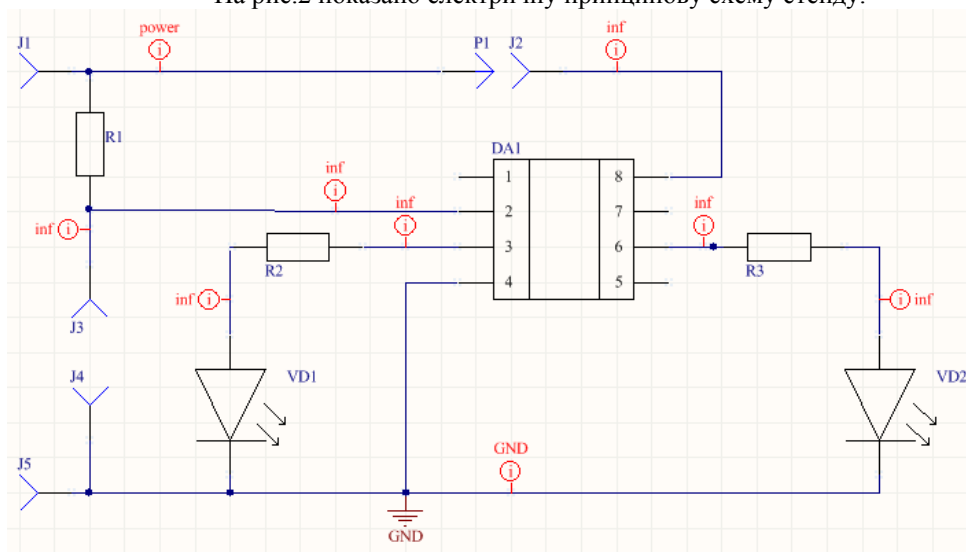 На рис.2 показано електричну принципову схему стенду.
J1 power P1 J2 inf
R1
DA1
inf
1 8
inf
2 7
inf inf
inf
3 6
R2 R3
4 5
inf inf
J3
J4 VD1 VD2
J5 GND
GND
i
i
i
i
i
i
i
i
i